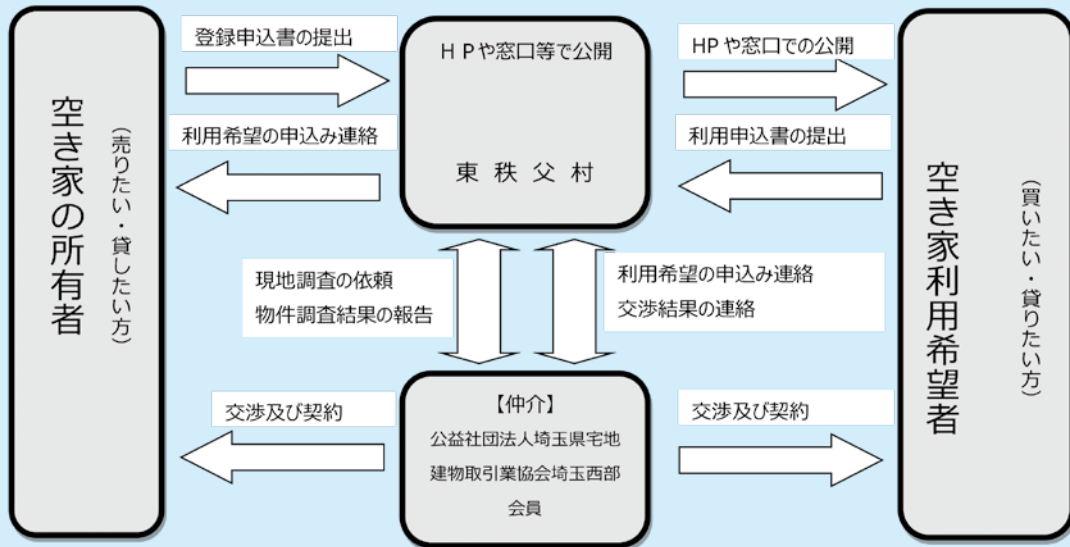 空き家の所有者
(売りたい・貸したい方)
登録申込書の提出
利用希望の申込み連絡
HPや窓口等で公開
東秩父村
HPや窓口での公開
利用申込書の提出
空き家利用希望者
(買いたい・貸りたい方)
現地調査の依頼
物件調査結果の報告
利用希望の申込み連絡
交渉結果の連絡
交渉及び契約
【仲介】
公益社団法人埼玉県宅地
建物取引業協会埼玉西部
会員
交渉及び契約